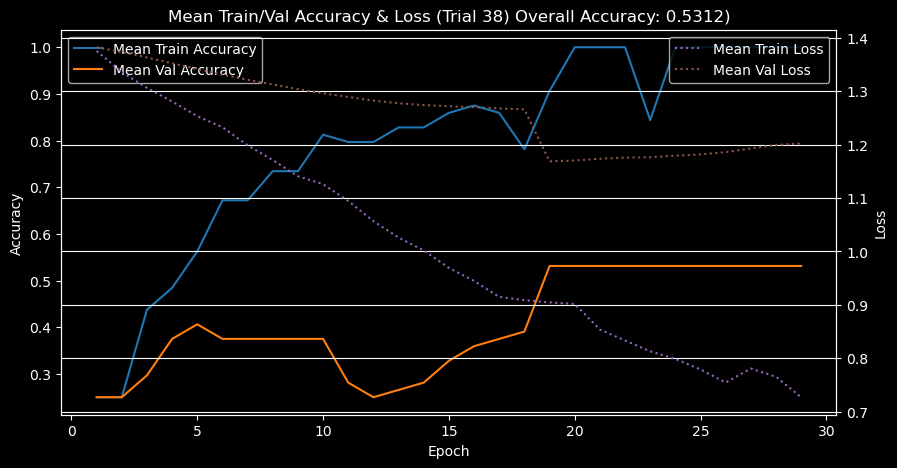 Mean Train/Val Accuracy & Loss (Trial 38) Overall Accuracy: 0.5312)
Mean Train Accuracy
Mean Val Accuracy
Mean Train Loss
Mean Val Loss
Accuracy
1.0
0.9
0.8
0.7
0.6
0.5
0.4
0.3
Loss
1.4
1.3
1.2
1.1
1.0
0.9
0.8
0.7
0 5 10 15 20 25 30
Epoch